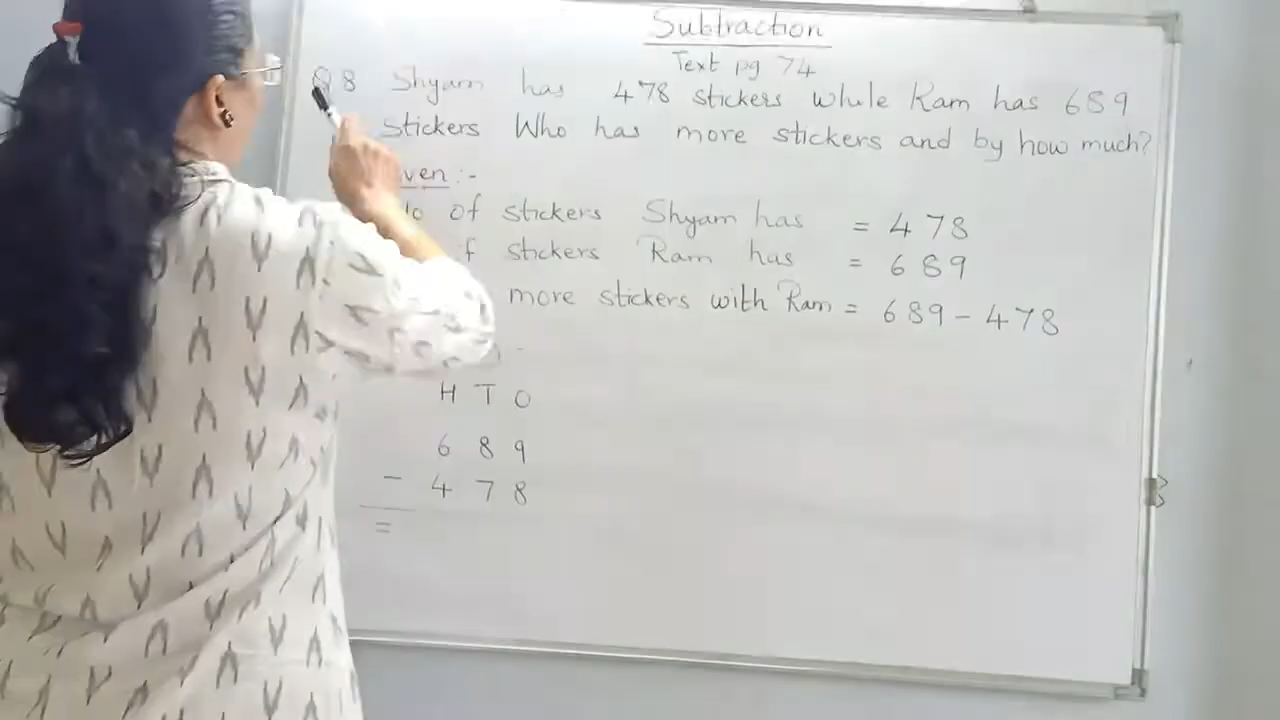 Subtraction
Text pg 74
Q8 Shyam has 478 stickers while Ram has 689
stickers Who has more stickers and by how much?
ven :-
of stickers Shyam has = 478
stickers Ram has = 689
more stickers with Ram = 689 - 478
H T O
6 8 9
- 4 7 8
=